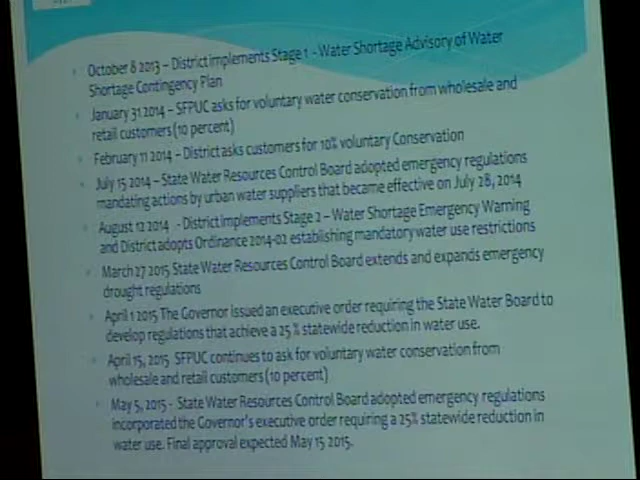 October 8 2013 – District implements Stage 1 - Water Shortage Advisory of Water
Shortage Contingency Plan
January 31 2014 – SFPUC asks for voluntary water conservation from wholesale and
retail customers (10 percent)
February 11 2014 – District asks customers for 10% voluntary Conservation
July 15 2014 – State Water Resources Control Board adopted emergency regulations
mandating actions by urban water suppliers that became effective on July 28, 2014
August 12 2014 - District implements Stage 2 – Water Shortage Emergency Warning
and District adopts Ordinance 2014-02 establishing mandatory water use restrictions
March 27 2015 State Water Resources Control Board extends and expands emergency
drought regulations
April 1 2015 The Governor issued an executive order requiring the State Water Board to
develop regulations that achieve a 25 % statewide reduction in water use.
April 15, 2015 SFPUC continues to ask for voluntary water conservation from
wholesale and retail customers (10 percent)
May 5, 2015 - State Water Resources Control Board adopted emergency regulations
incorporated the Governor's executive order requiring a 25% statewide reduction in
water use. Final approval expected May 15 2015.